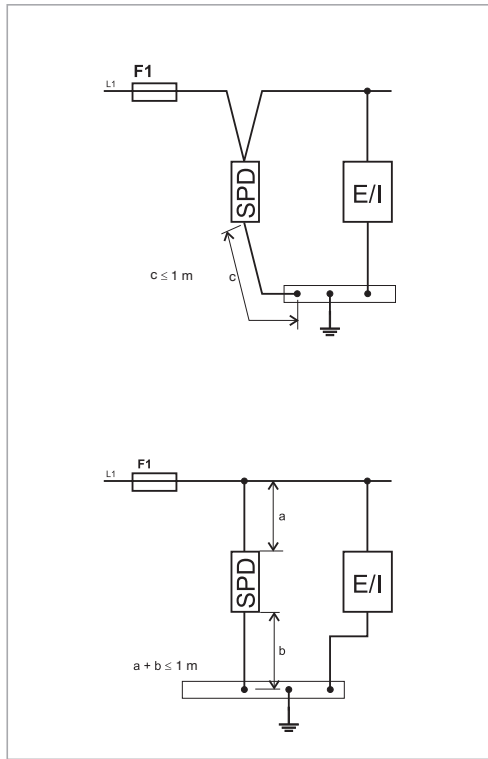 F1
L1
SPD
E/I
c ≤ 1 m
c
F1
L1
a
SPD
E/I
b
a + b ≤ 1 m